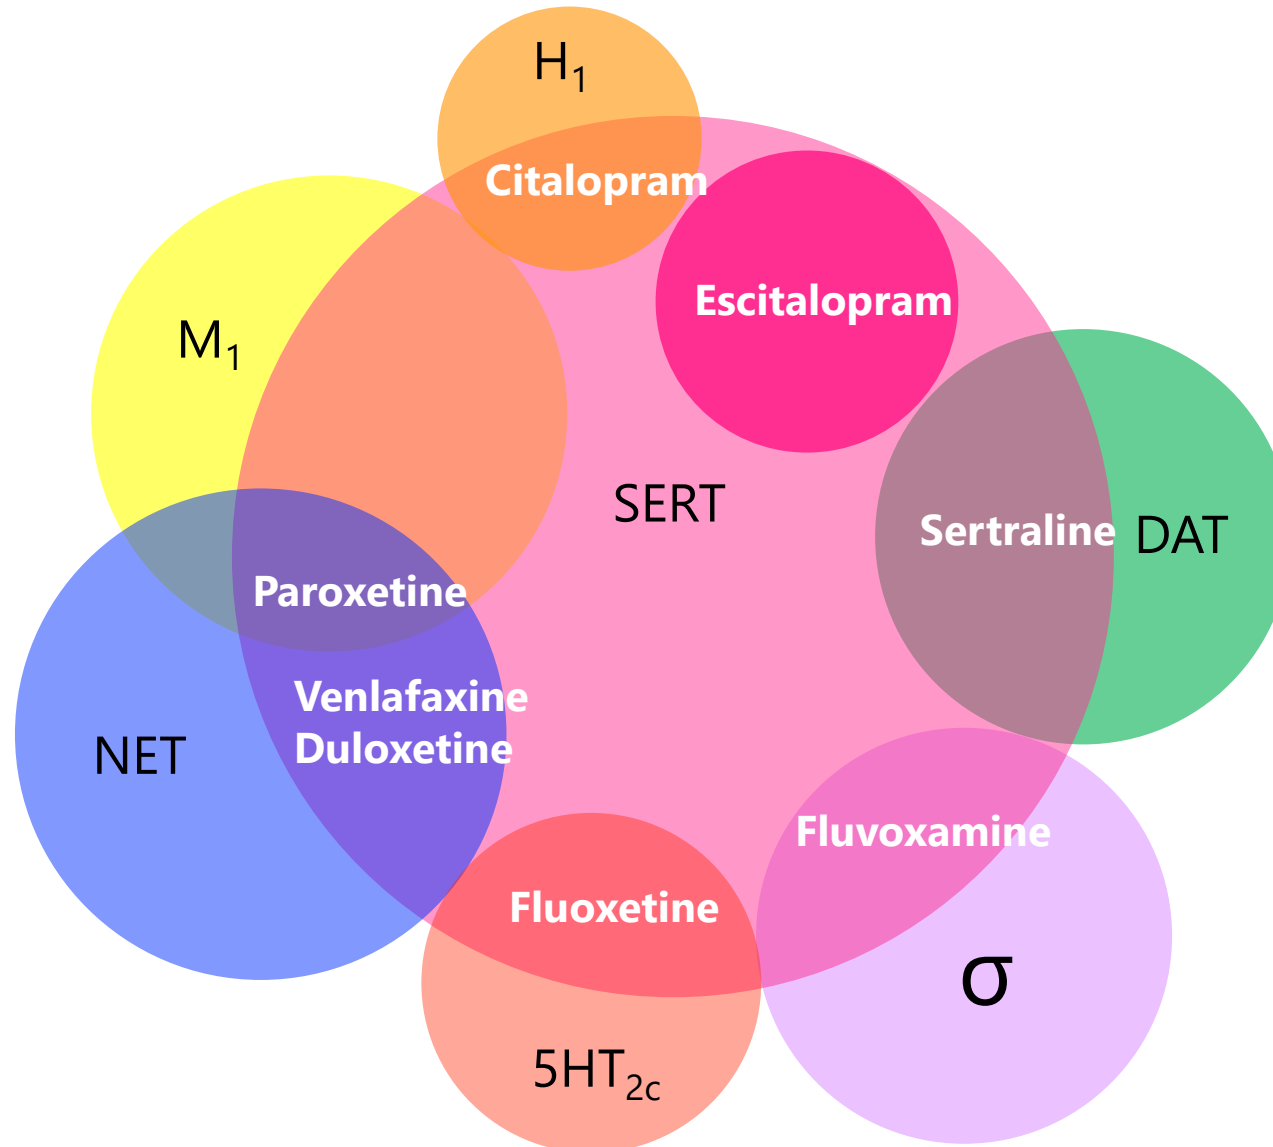 H₁
Citalopram
Escitalopram
M₁
SERT
Sertraline DAT
Paroxetine
Venlafaxine
Duloxetine
NET
Fluvoxamine
Fluoxetine
σ
5HT₂c